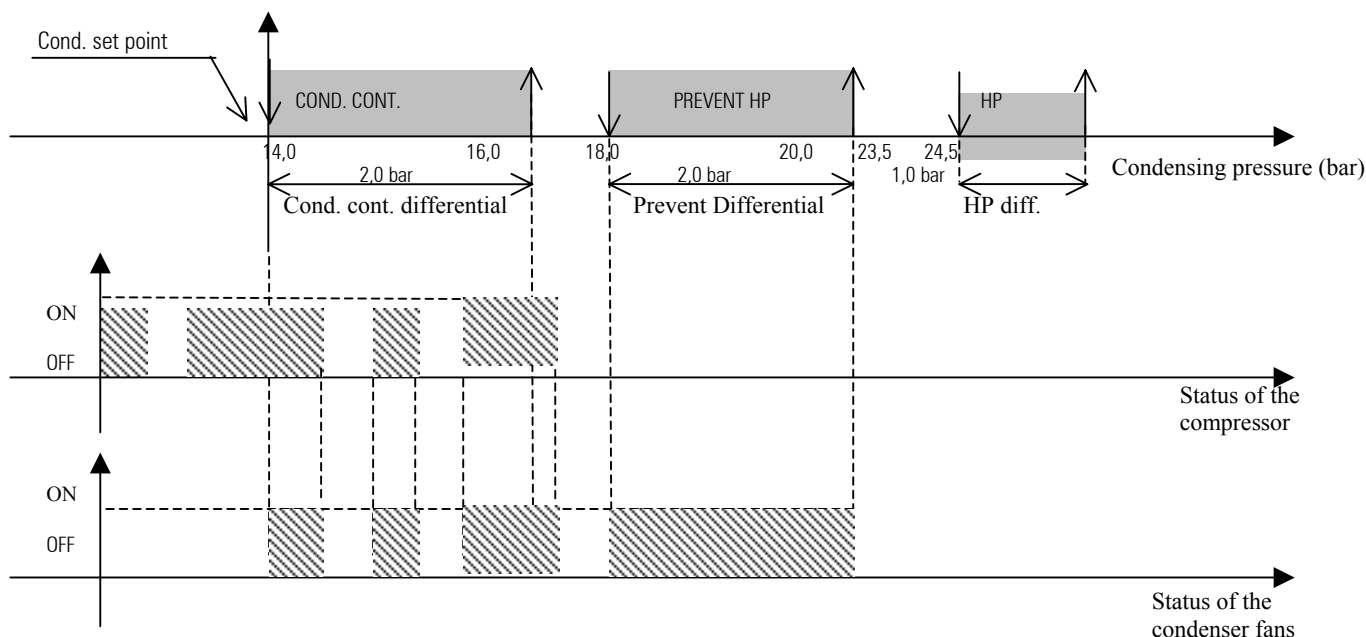 Cond. set point
COND. CONT.
PREVENT HP
HP
14,0
16,0
18,0
20,0
23,5
24,5
Condensing pressure (bar)
2,0 bar
2,0 bar
1,0 bar
Cond. cont. differential
Prevent Differential
HP diff.
ON
OFF
Status of the
compressor
ON
OFF
Status of the
condenser fans